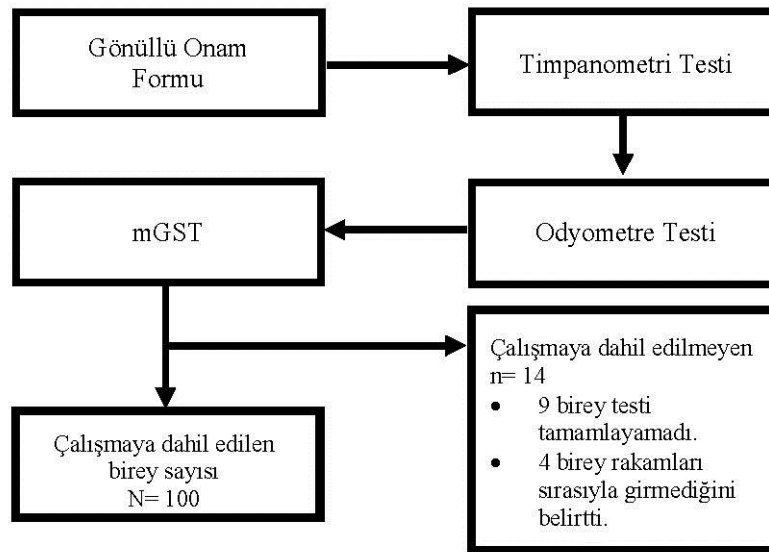 Gönüllü Onam
Formu
Timpanometri Testi
Odyometre Testi
mGST
Çalışmaya dahil edilmeyen
n= 14
• 9 birey testi
tamamlayamadı.
• 4 birey rakamları
sırasıyla girmediğini
belirtti.
Çalışmaya dahil edilen
birey sayısı
N= 100